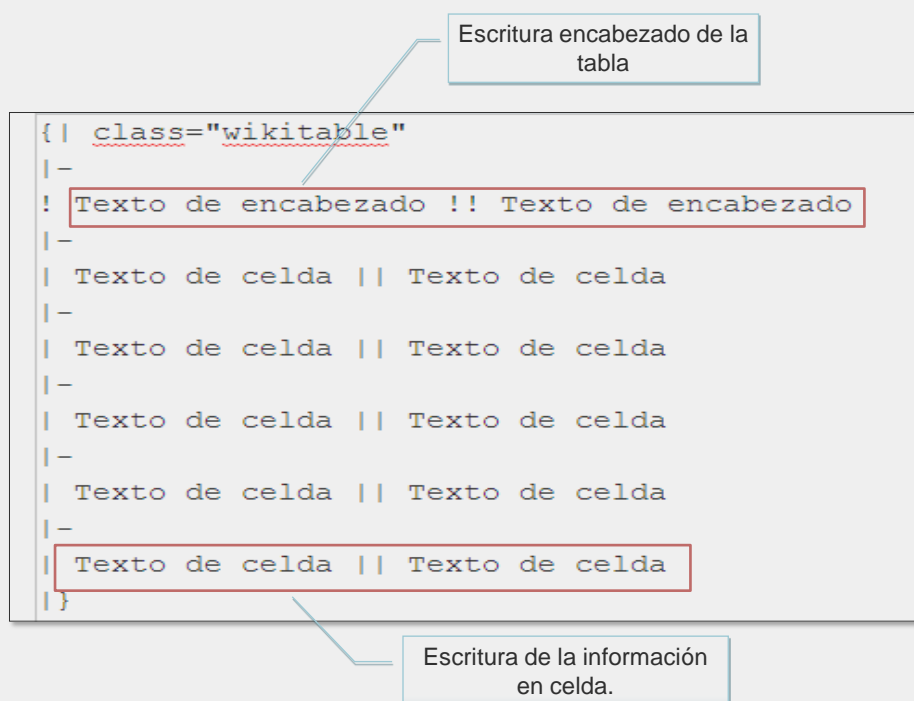 Escritura encabezado de la
tabla
{| class="wikitable"
|-
! Texto de encabezado !! Texto de encabezado
|-
| Texto de celda || Texto de celda
|-
| Texto de celda || Texto de celda
|-
| Texto de celda || Texto de celda
|-
| Texto de celda || Texto de celda
|-
| Texto de celda || Texto de celda
|}
Escritura de la información
en celda.